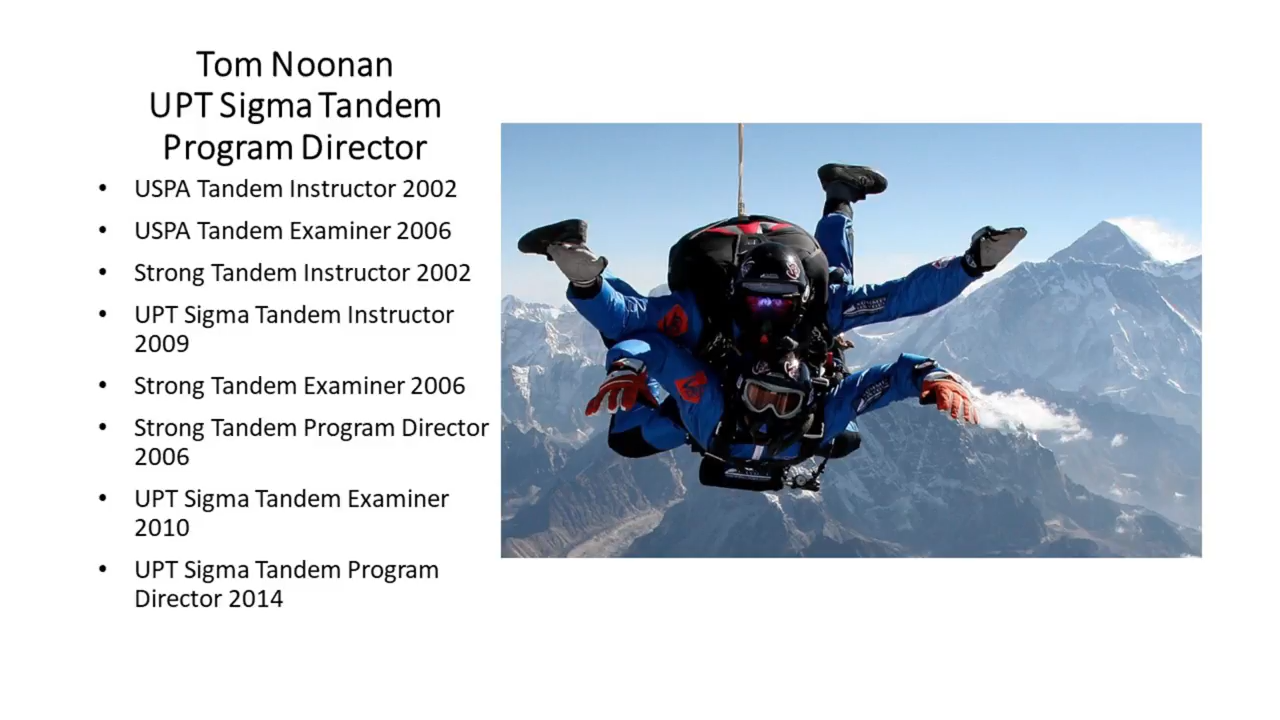 Tom Noonan
UPT Sigma Tandem
Program Director
• USPA Tandem Instructor 2002
• USPA Tandem Examiner 2006
• Strong Tandem Instructor 2002
• UPT Sigma Tandem Instructor
2009
• Strong Tandem Examiner 2006
• Strong Tandem Program Director
2006
• UPT Sigma Tandem Examiner
2010
• UPT Sigma Tandem Program
Director 2014